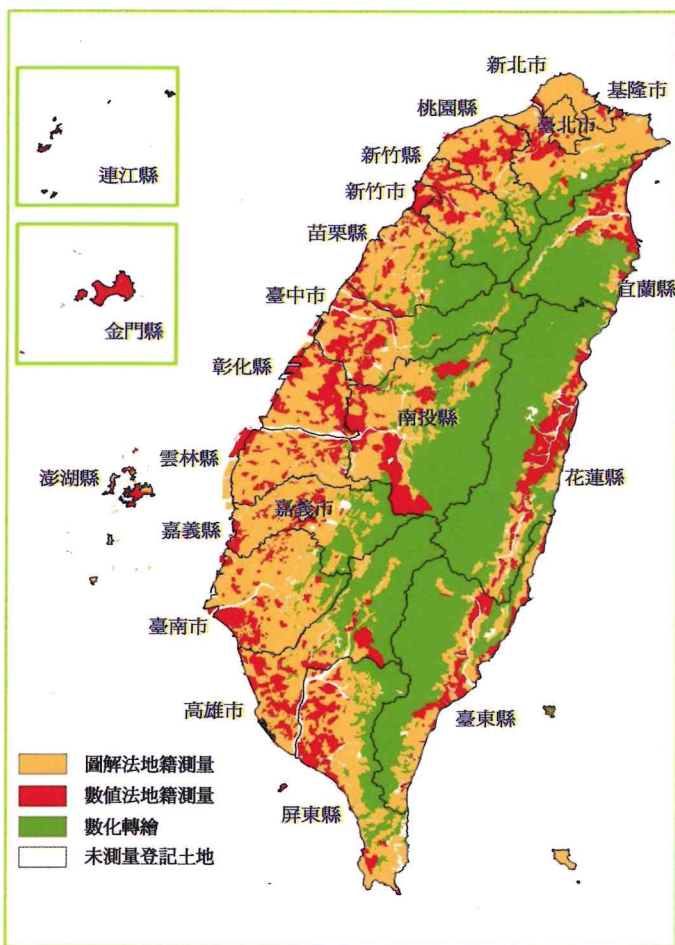 新北市
基隆市
桃園縣
臺北市
新竹縣
新竹市
連江縣
苗栗縣
臺中市
宜蘭縣
金門縣
彰化縣
南投縣
雲林縣
澎湖縣
花蓮縣
嘉義市
嘉義縣
臺南市
高雄市
臺東縣
圖解法地籍測量
數值法地籍測量
屏東縣
數化轉繪
未測量登記土地